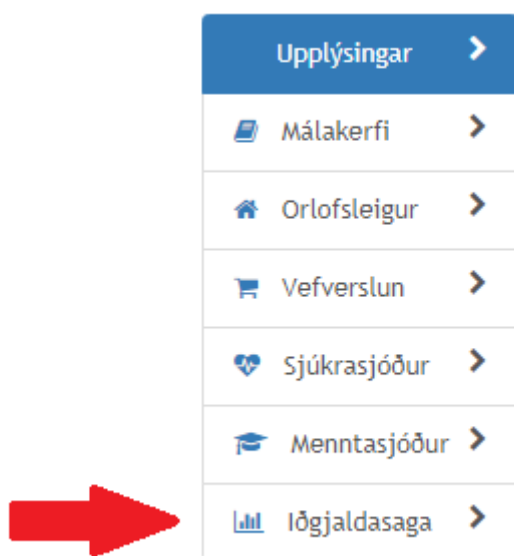 Upplýsingar
Málakerfi
Orlofsleigur
Vefverslun
Sjúkrasjóður
Menntasjóður
Iðgjaldasaga